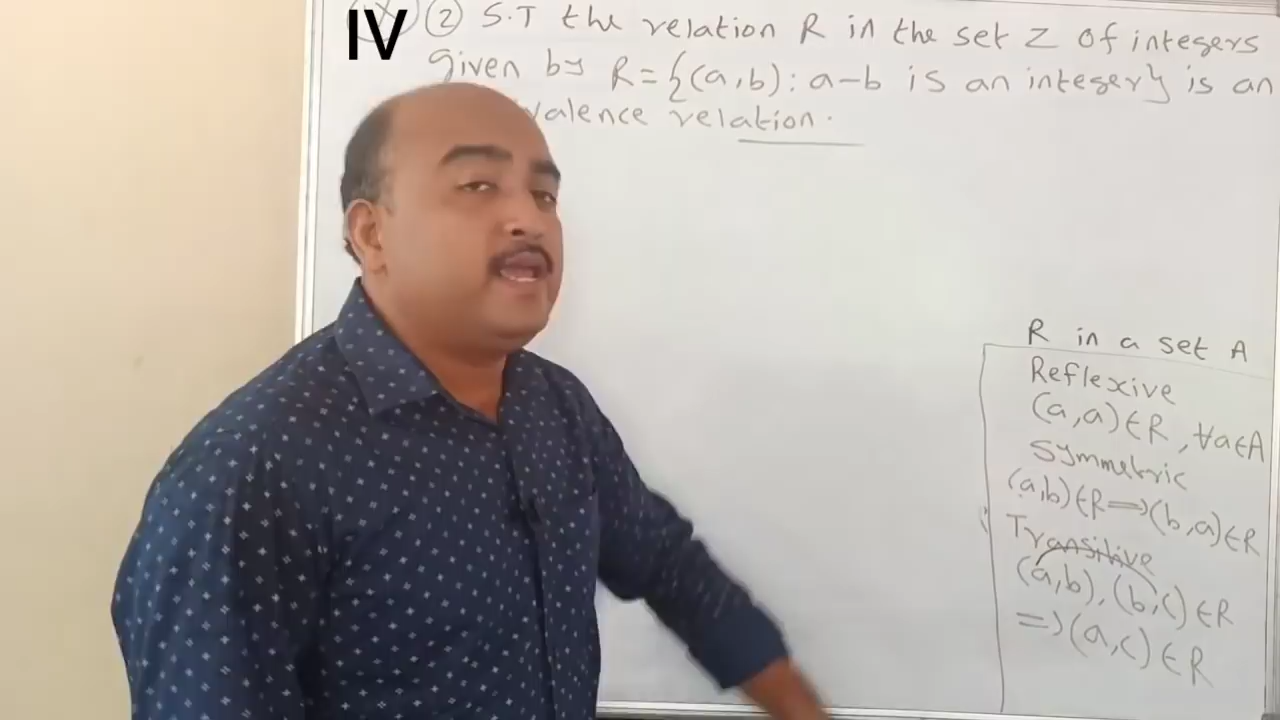 IV (2) S.T the relation R in the set Z of integers
given by R={(a,b): a-b is an integer} is an
valence relation.
R in a set A
Reflexive
(a,a)∈R, ∀a∈A
Symmetric
(a,b)∈R⟹(b,a)∈R
Transitive
(a,b),(b,c)∈R
⟹(a,c)∈R